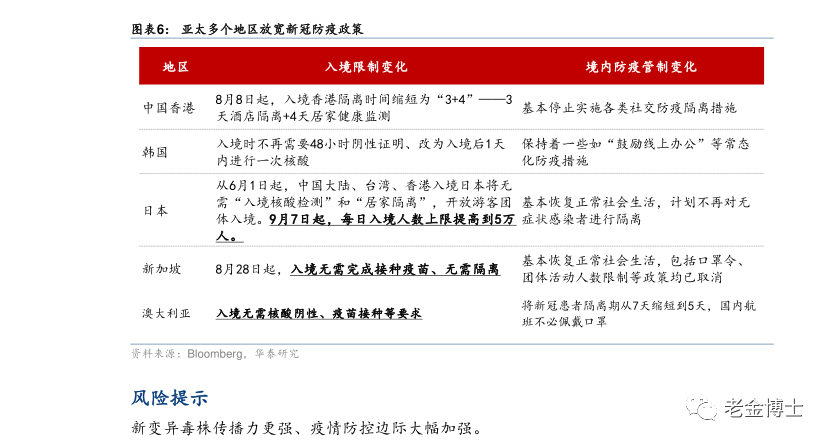 图表6： 亚太多个地区放宽新冠防疫政策
地区 入境限制变化 境内防疫管制变化
中国香港 8月8日起，入境香港隔离时间缩短为“3+4”——3
天酒店隔离+4天居家健康监测 基本停止实施各类社交防疫隔离措施
韩国 入境时不再需要48小时阴性证明、改为入境后1天
内进行一次核酸 保持着一些如“鼓励线上办公”等常态
化防疫措施
日本 从6月1日起，中国大陆、台湾、香港入境日本将无
需“入境核酸检测”和“居家隔离”，开放游客团
体入境。9月7日起，每日入境人数上限提高到5万
人。 基本恢复正常社会生活，计划不再对无
症状感染者进行隔离
新加坡 8月28日起，入境无需完成接种疫苗、无需隔离 基本恢复正常社会生活，包括口罩令、
团体活动人数限制等政策均已取消
澳大利亚 入境无需核酸阴性、疫苗接种等要求 将新冠患者隔离期从7天缩短到5天，国内航
班不必佩戴口罩
资料来源：Bloomberg，华泰研究
风险提示
新变异毒株传播力更强、疫情防控边际大幅加强。
老金博士